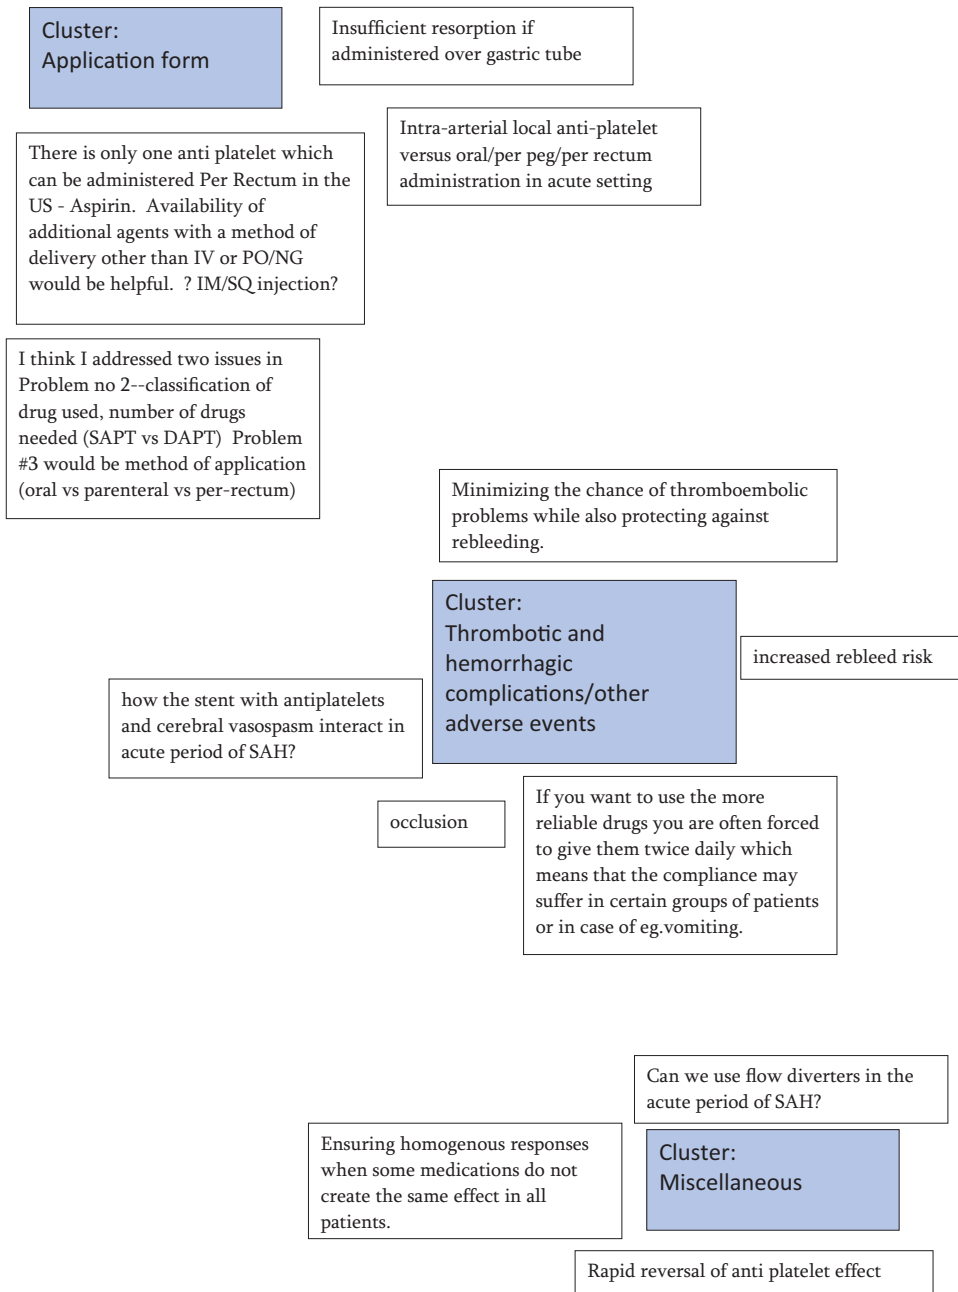 Cluster:
Application form
Insufficient resorption if
administered over gastric tube
Intra-arterial local anti-platelet
versus oral/per peg/per rectum
administration in acute setting
There is only one anti platelet which
can be administered Per Rectum in the
US - Aspirin.  Availability of
additional agents with a method of
delivery other than IV or PO/NG
would be helpful.  ? IM/SQ injection?
I think I addressed two issues in
Problem no 2--classification of
drug used, number of drugs
needed (SAPT vs DAPT)  Problem
#3 would be method of application
(oral vs parenteral vs per-rectum)
Minimizing the chance of thromboembolic
problems while also protecting against
rebleeding.
Cluster:
Thrombotic and
hemorrhagic
complications/other
adverse events
increased rebleed risk
how the stent with antiplatelets
and cerebral vasospasm interact in
acute period of SAH?
occlusion
If you want to use the more
reliable drugs you are often forced
to give them twice daily which
means that the compliance may
suffer in certain groups of patients
or in case of eg.vomiting.
Can we use flow diverters in the
acute period of SAH?
Ensuring homogenous responses
when some medications do not
create the same effect in all
patients.
Cluster:
Miscellaneous
Rapid reversal of anti platelet effect